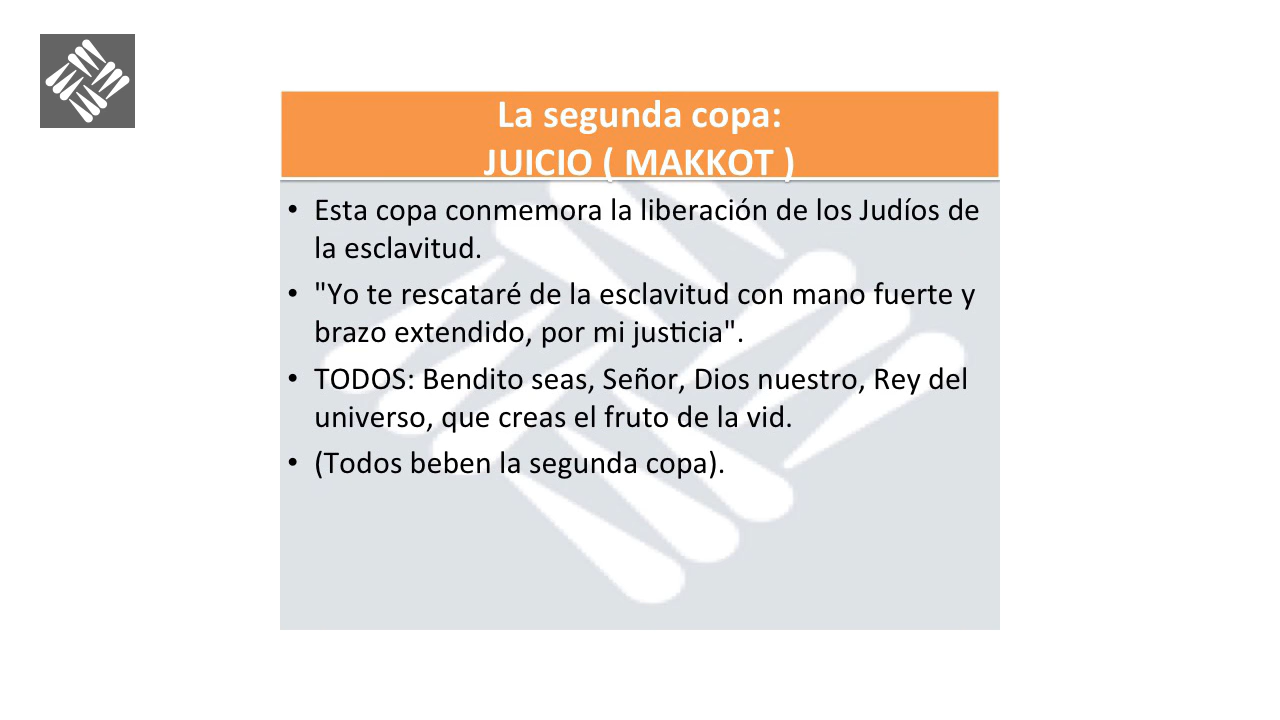 La segunda copa:
JUICIO ( MAKKOT )
• Esta copa conmemora la liberación de los Judíos de
la esclavitud.
• "Yo te rescataré de la esclavitud con mano fuerte y
brazo extendido, por mi justicia".
• TODOS: Bendito seas, Señor, Dios nuestro, Rey del
universo, que creas el fruto de la vid.
• (Todos beben la segunda copa).